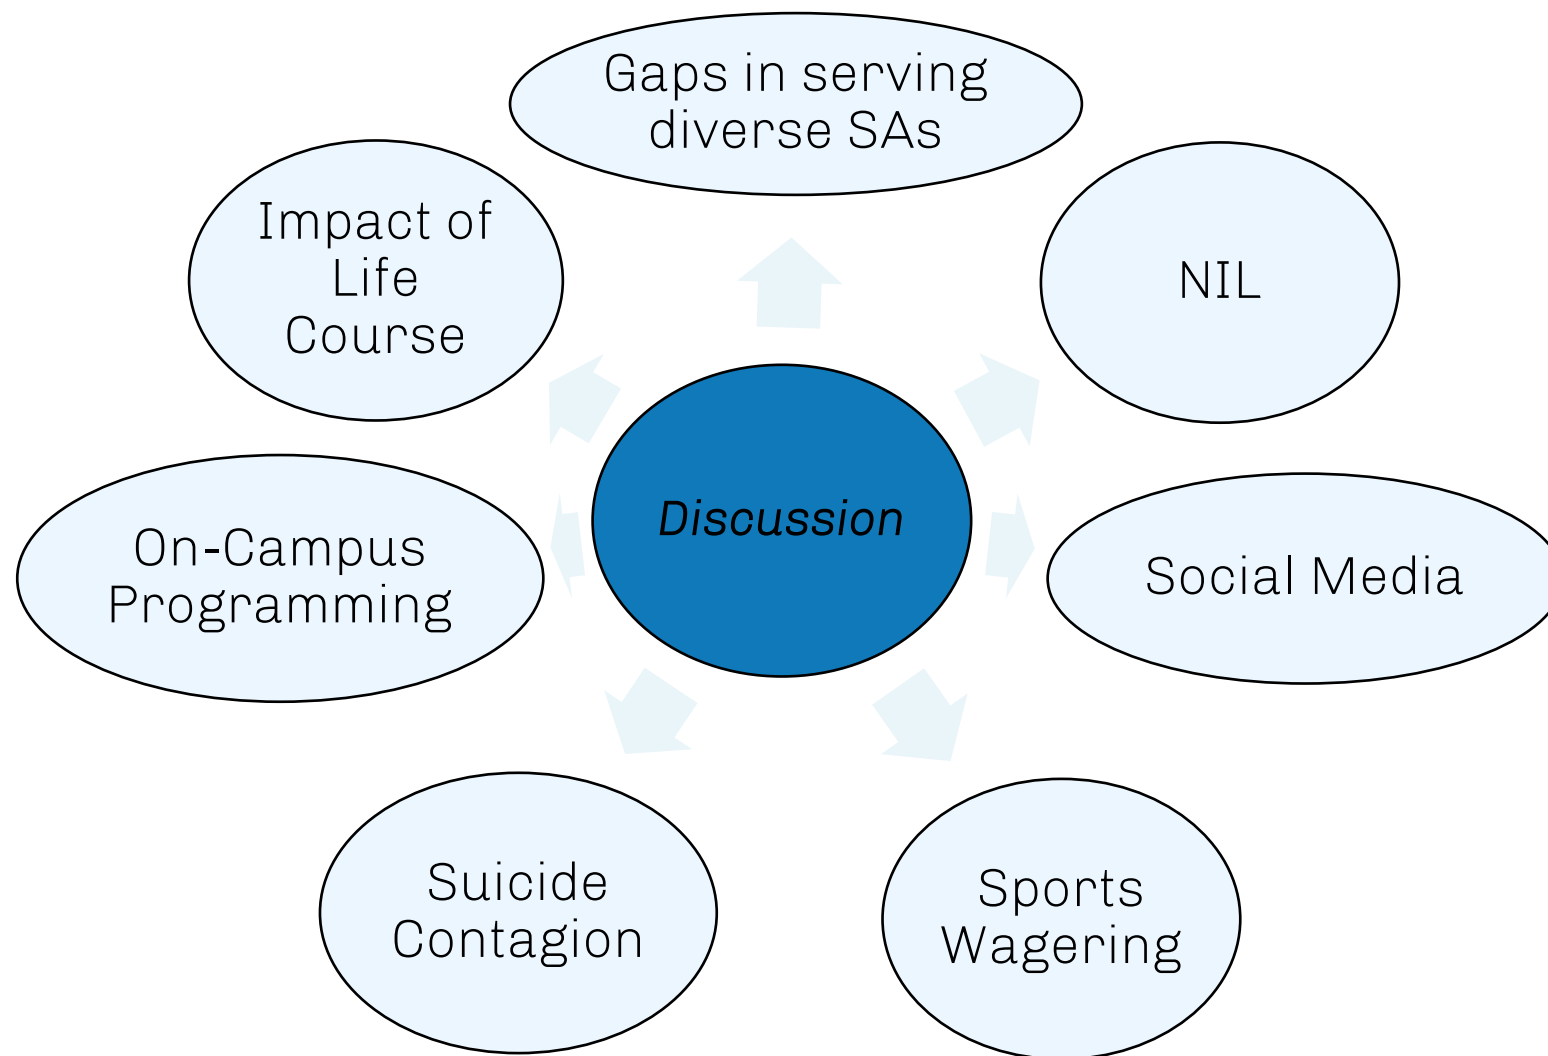 Gaps in serving
diverse SAs
Impact of
Life
Course
NIL
Discussion
On-Campus
Programming
Social Media
Suicide
Contagion
Sports
Wagering